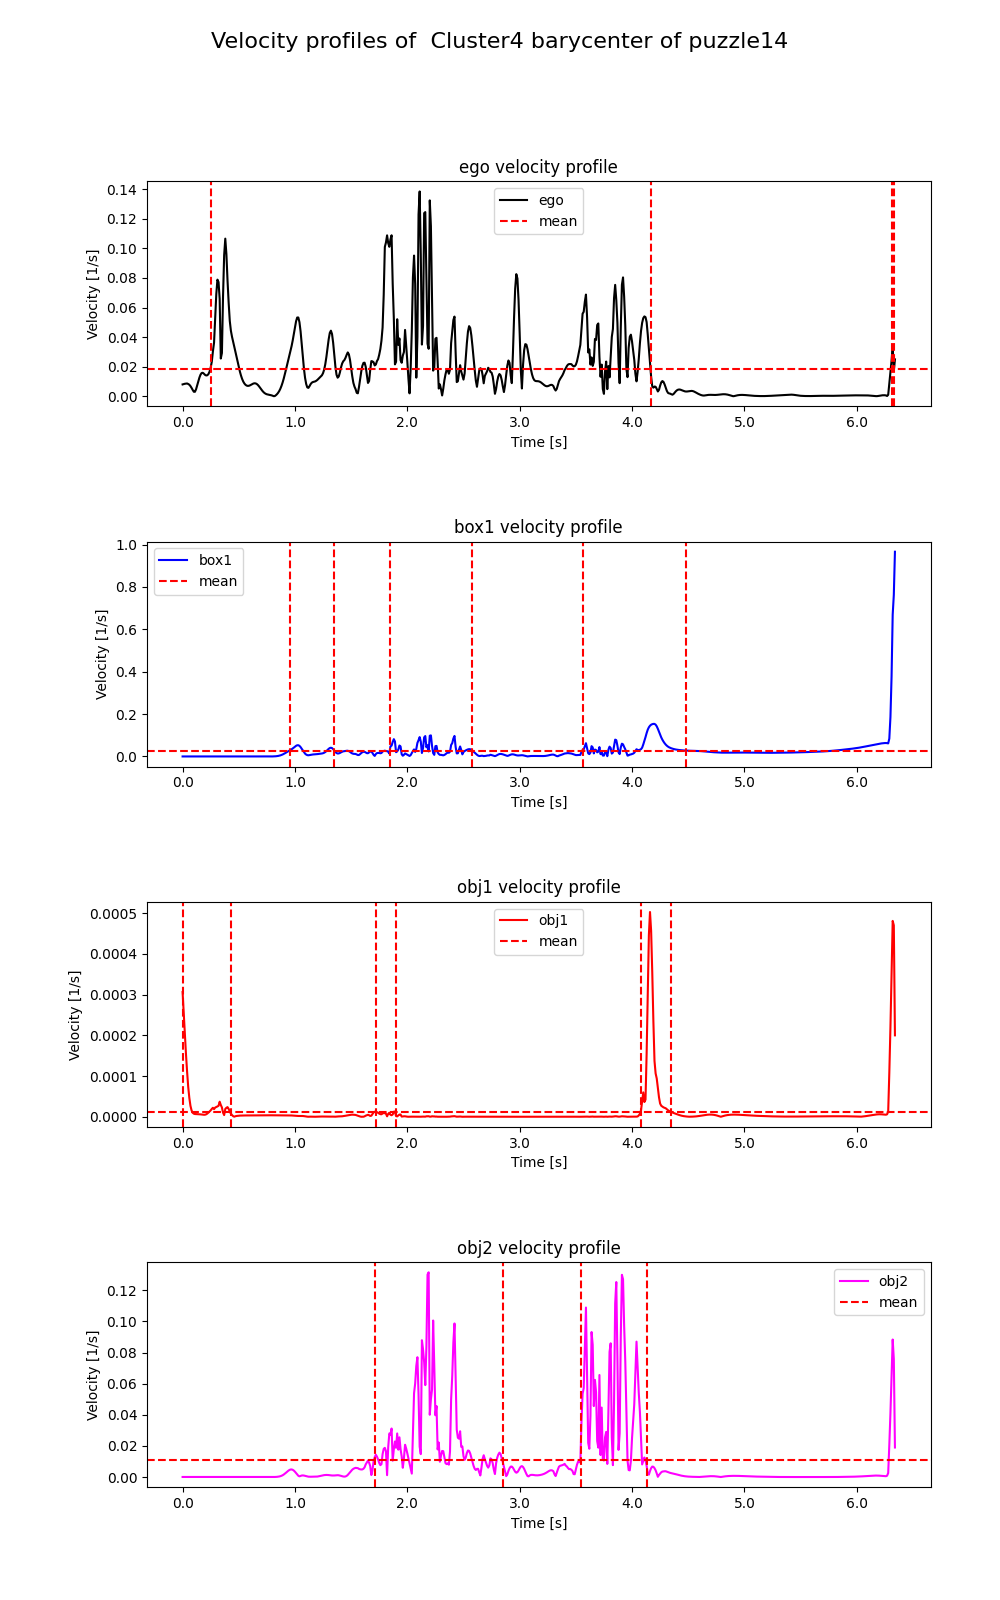 Velocity profiles of  Cluster4 barycenter of puzzle14
ego velocity profile
Velocity [1/s]
0.14
0.12
0.10
0.08
0.06
0.04
0.02
0.00
ego
mean
0.0 1.0 2.0 3.0 4.0 5.0 6.0
Time [s]
box1 velocity profile
Velocity [1/s]
1.0
0.8
0.6
0.4
0.2
0.0
box1
mean
0.0 1.0 2.0 3.0 4.0 5.0 6.0
Time [s]
obj1 velocity profile
Velocity [1/s]
0.0005
0.0004
0.0003
0.0002
0.0001
0.0000
obj1
mean
0.0 1.0 2.0 3.0 4.0 5.0 6.0
Time [s]
obj2 velocity profile
Velocity [1/s]
0.12
0.10
0.08
0.06
0.04
0.02
0.00
obj2
mean
0.0 1.0 2.0 3.0 4.0 5.0 6.0
Time [s]